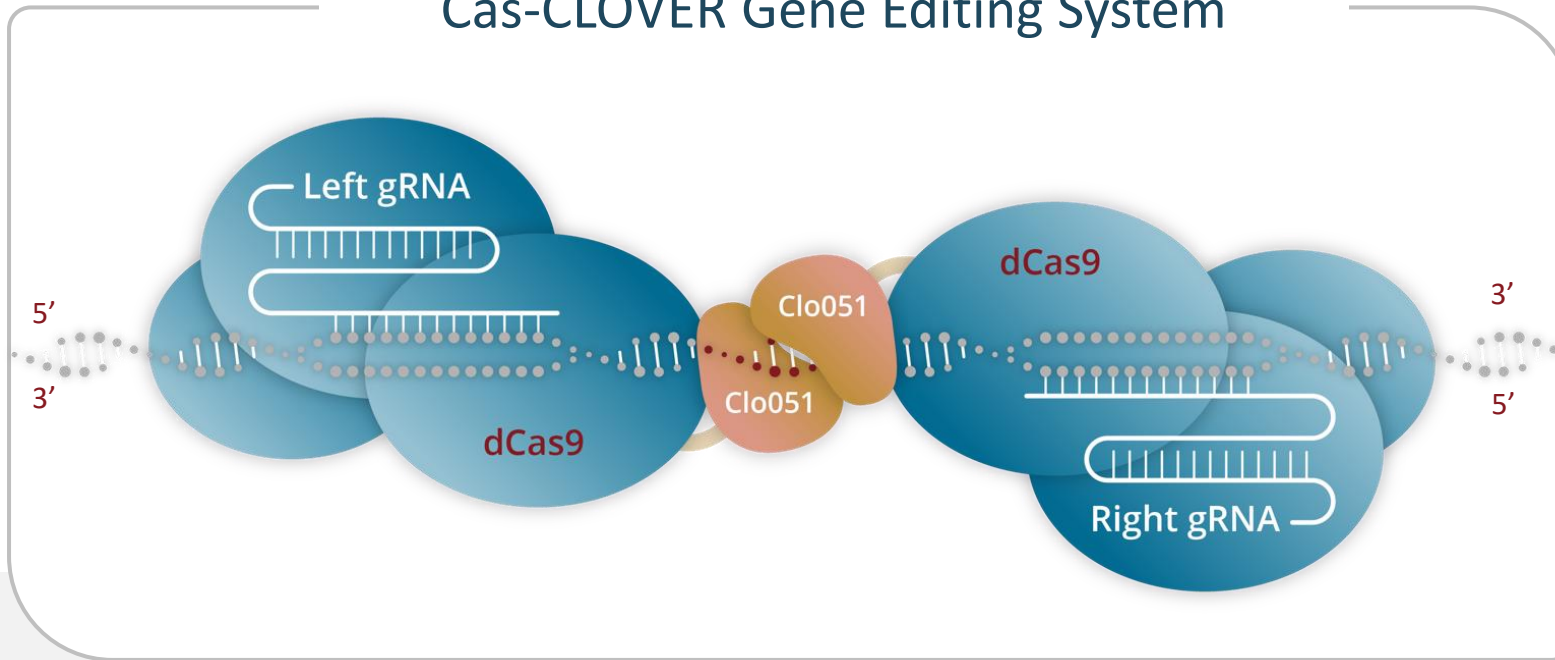 Cas-CLOVER Gene Editing System
Left gRNA
dCas9
Clo051
5’
3’
3’
5’
Clo051
dCas9
Right gRNA